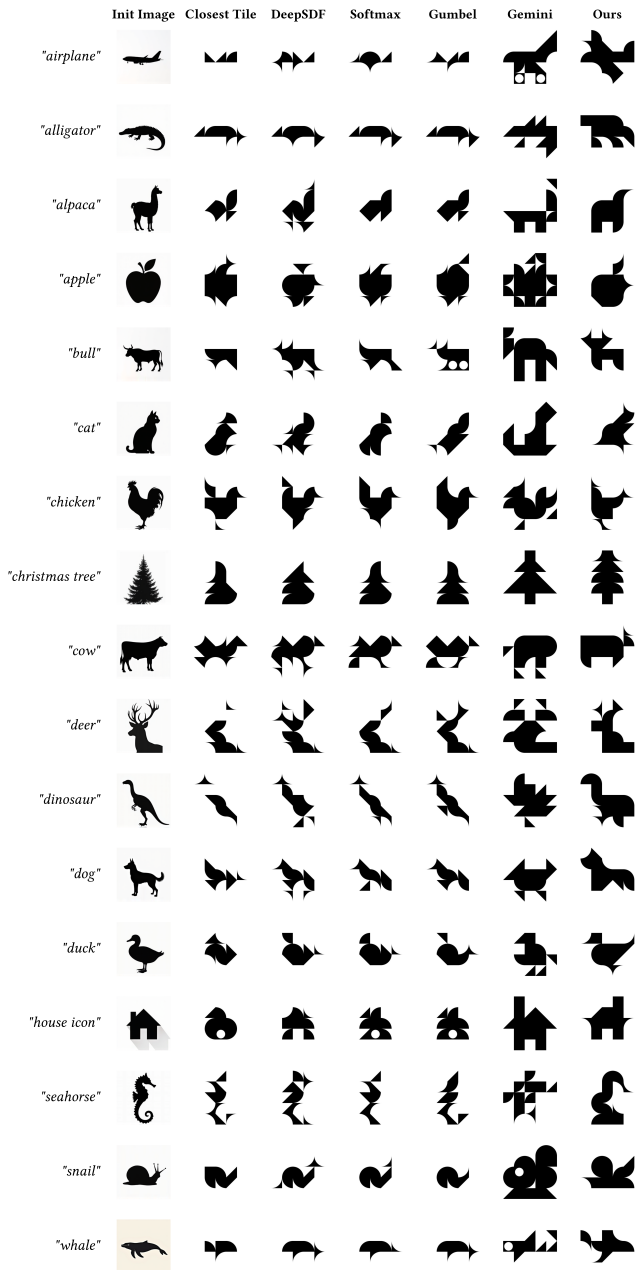 Init Image Closest Tile DeepSDF Softmax Gumbel Gemini Ours
"airplane"
"alligator"
"alpaca"
"apple"
"bull"
"cat"
"chicken"
"christmas tree"
"cow"
"deer"
"dinosaur"
"dog"
"duck"
"house icon"
"seahorse"
"snail"
"whale"